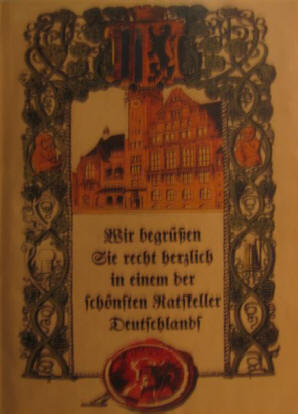 Wir begrüßen
Sie recht herzlich
in einem der
schönsten Ratskeller
Deutschlands